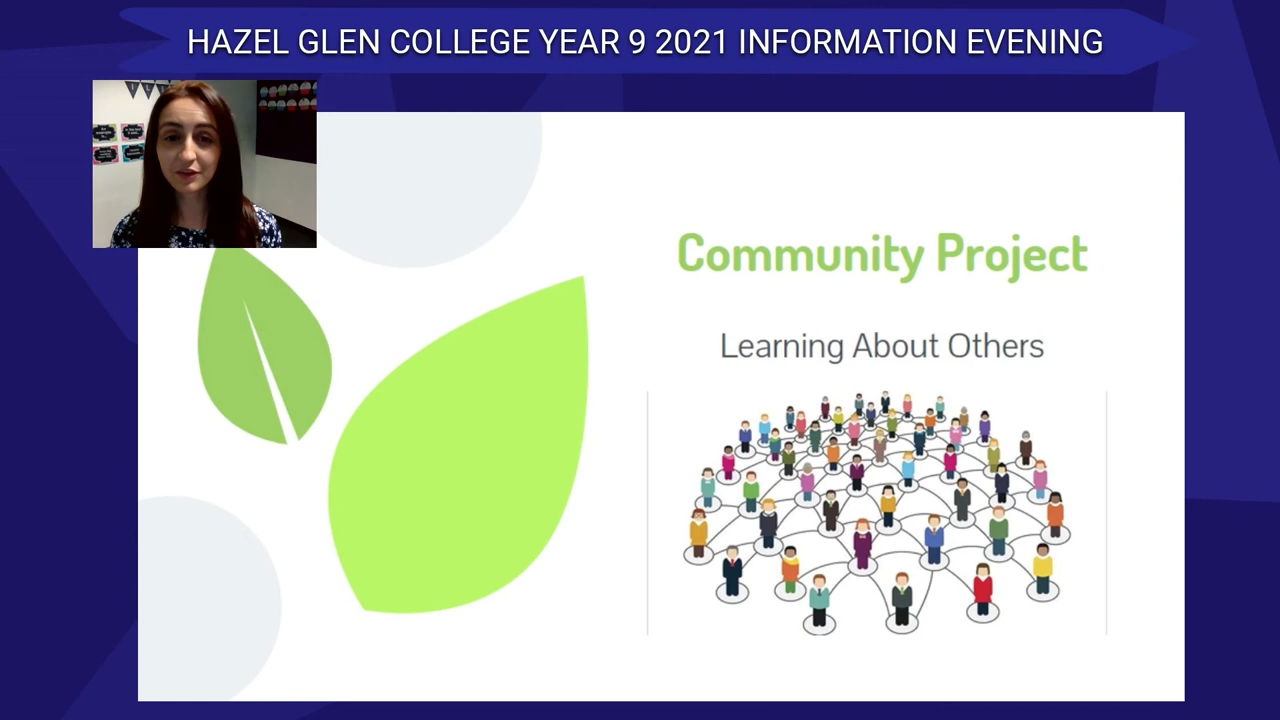 HAZEL GLEN COLLEGE YEAR 9 2021 INFORMATION EVENING
Community Project
Learning About Others